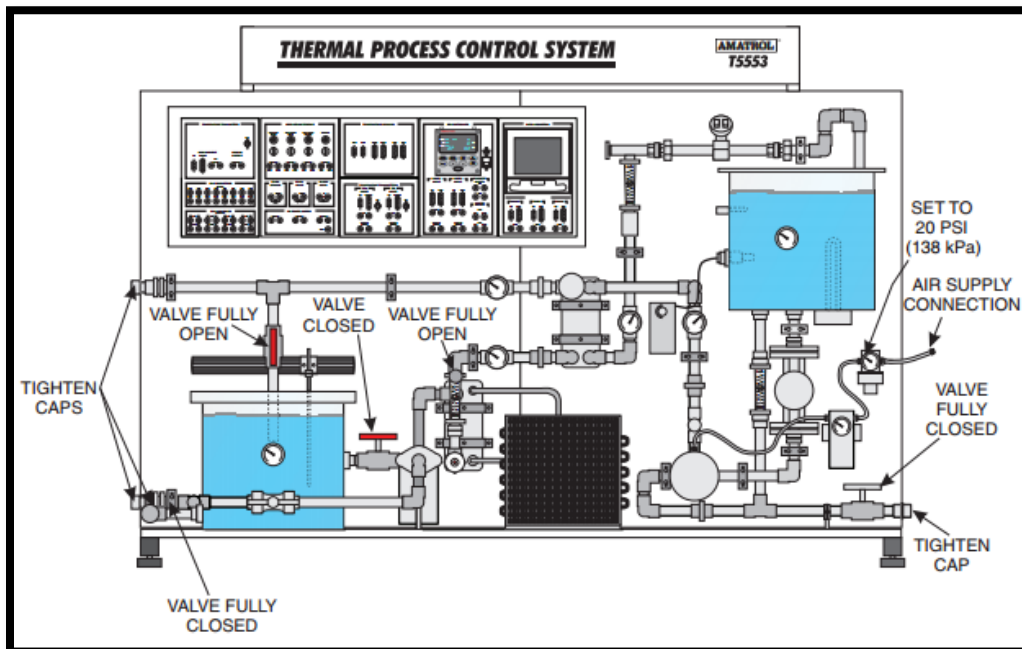 THERMAL PROCESS CONTROL SYSTEM
AMATROL
T5553
SET TO
20 PSI
(138 kPa)
AIR SUPPLY
CONNECTION
VALVE FULLY
OPEN
VALVE
CLOSED
VALVE FULLY
OPEN
TIGHTEN
CAPS
VALVE
FULLY
CLOSED
TIGHTEN
CAP
VALVE FULLY
CLOSED